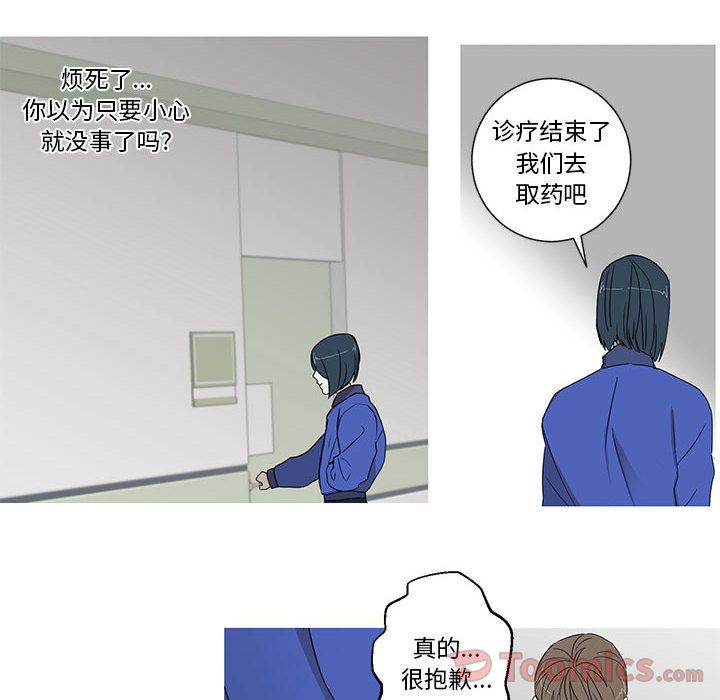 烦死了...
你以为只要小心
就没事了吗?
诊疗结束了
我们去
取药吧
真的...
很抱歉...
Toomics.com